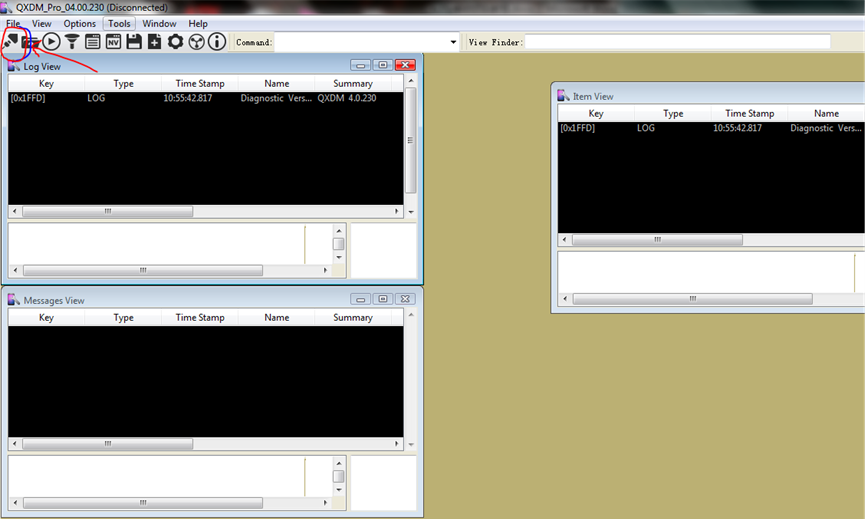 QXDM_Pro_04.00.230 (Disconnected)
File View Options Tools Window Help
NV Command: View Finder:
Log View
Key Type Time Stamp Name Summary
[0x1FFD] LOG 10:55:42.817 Diagnostic Vers... QXDM 4.0.230
Item View
Key Type Time Stamp Name
[0x1FFD] LOG 10:55:42.817 Diagnostic Vers...
Messages View
Key Type Time Stamp Name Summary